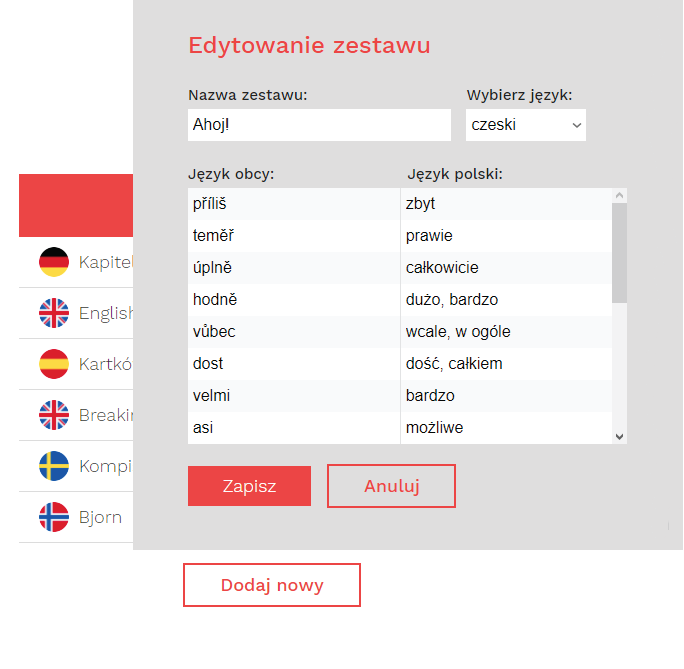 Edytowanie zestawu
Nazwa zestawu: Wybierz język:
Ahoj! czeski
Język obcy: Język polski:
příliš zbyt
teměř prawie
úplně całkowicie
hodně dużo, bardzo
vůbec wcale, w ogóle
dost dość, całkiem
velmi bardzo
asi możliwe
Zapisz Anuluj
Kapitel
English
Kartkó
Breakin
Kompi
Bjorn
Dodaj nowy